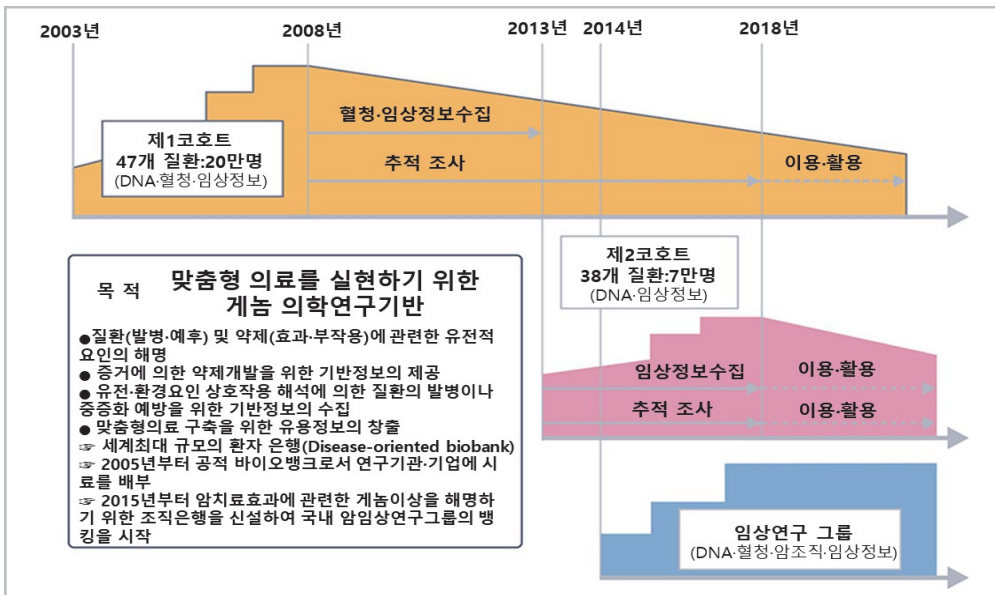 2003년
2008년
2013년
2014년
2018년
혈청·임상정보수집
제1코호트
47개 질환:20만명
(DNA·혈청·임상정보)
추적 조사
이용·활용
제2코호트
38개 질환:7만명
(DNA·임상정보)
목 적
맞춤형 의료를 실현하기 위한
게놈 의학연구기반
●질환(발병·예후) 및 약제(효과·부작용)에 관련한 유전적
요인의 해명
● 증거에 의한 약제개발을 위한 기반정보의 제공
● 유전·환경요인 상호작용 해석에 의한 질환의 발병이나
중증화 예방을 위한 기반정보의 수집
● 맞춤형의료 구축을 위한 유용정보의 창출
☞ 세계최대 규모의 환자 은행(Disease-oriented biobank)
☞ 2005년부터 공적 바이오뱅크로서 연구기관·기업에 시
료를 배부
☞ 2015년부터 암치료효과에 관련한 게놈이상을 해명하
기 위한 조직은행을 신설하여 국내 암임상연구그룹의 뱅
킹을 시작
임상정보수집
이용·활용
추적 조사
이용·활용
임상연구 그룹
(DNA·혈청·암조직·임상정보)